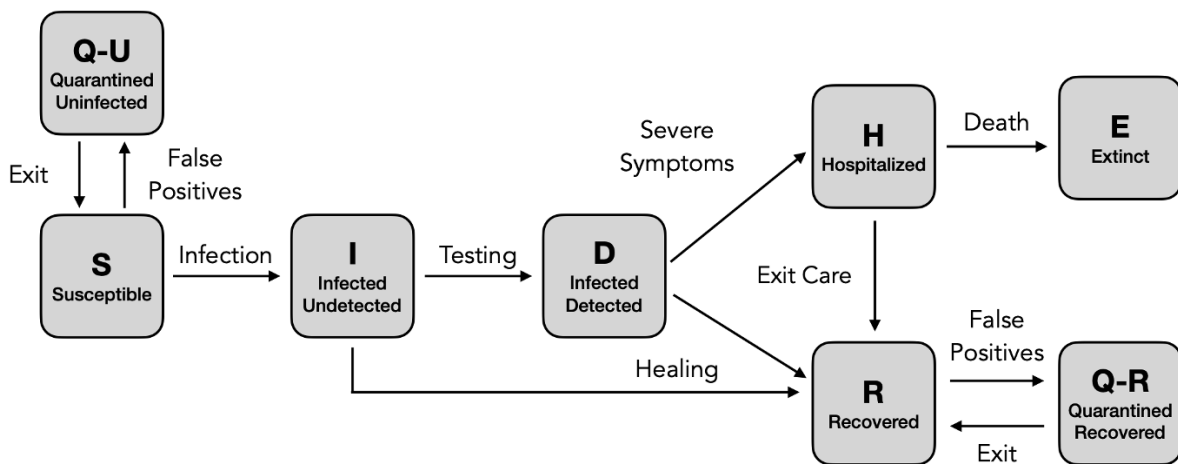 Q-U
Quarantined
Uninfected
Exit
False
Positives
S
Susceptible
Infection
I
Infected
Undetected
Testing
D
Infected
Detected
Severe
Symptoms
H
Hospitalized
Death
E
Extinct
Exit Care
Healing
R
Recovered
False
Positives
Q-R
Quarantined
Recovered
Exit